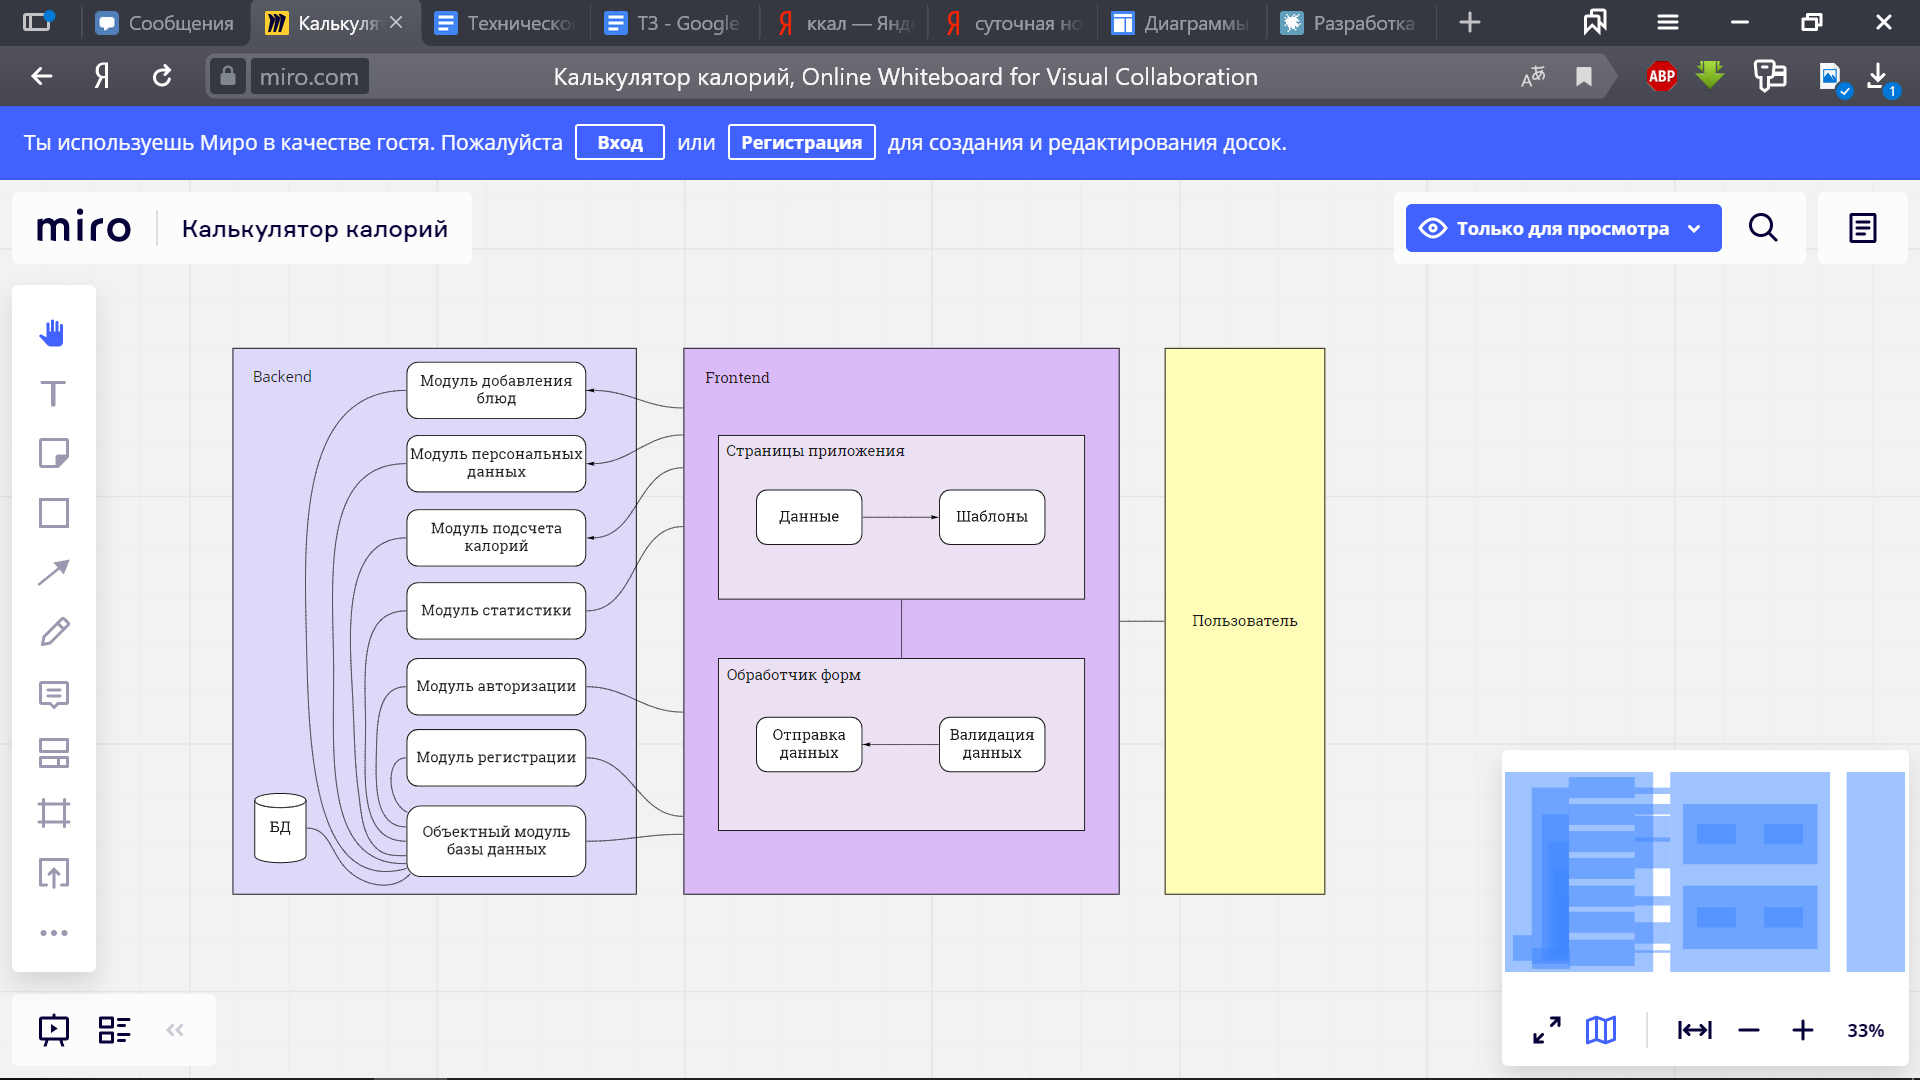 Сообщения
Калькуля
Техническо
ТЗ - Google
ккал — Янд
суточная но
Диаграммы
Разработка
miro.com
Калькулятор калорий, Online Whiteboard for Visual Collaboration
ABP
1
Ты используешь Миро в качестве гостя. Пожалуйста Вход или Регистрация для создания и редактирования досок.
miro
Калькулятор калорий
Только для просмотра
Backend
Модуль добавления
блюд
Модуль персональных
данных
Модуль подсчета
калорий
Модуль статистики
Модуль авторизации
Модуль регистрации
Объектный модуль
базы данных
БД
Frontend
Страницы приложения
Данные
Шаблоны
Обработчик форм
Отправка
данных
Валидация
данных
Пользователь
33%